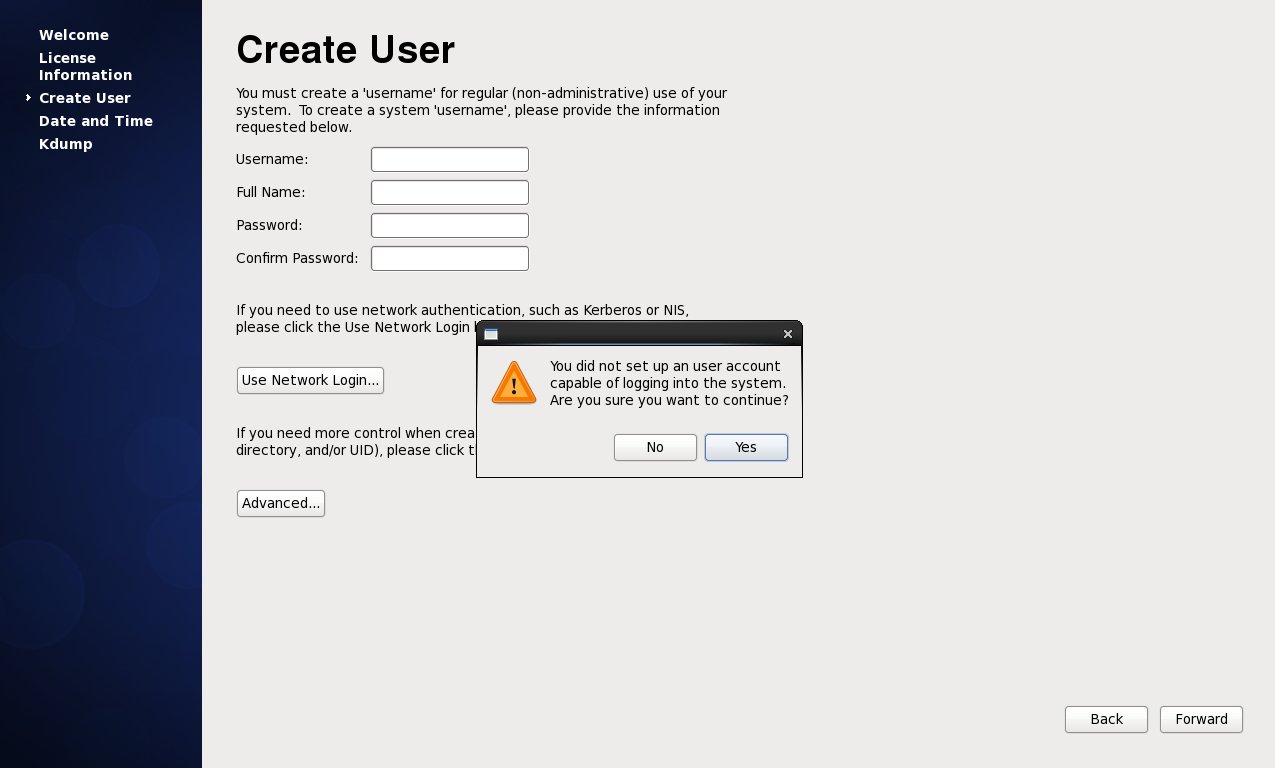 Welcome
License
Information
Create User
Date and Time
Kdump
Create User
You must create a 'username' for regular (non-administrative) use of your
system.  To create a system 'username', please provide the information
requested below.
Username:
Full Name:
Password:
Confirm Password:
If you need to use network authentication, such as Kerberos or NIS,
please click the Use Network Login
Use Network Login...
If you need more control when
directory, and/or UID), please click
Advanced...
You did not set up an user account
capable of logging into the system.
Are you sure you want to continue?
No
Yes
Back
Forward